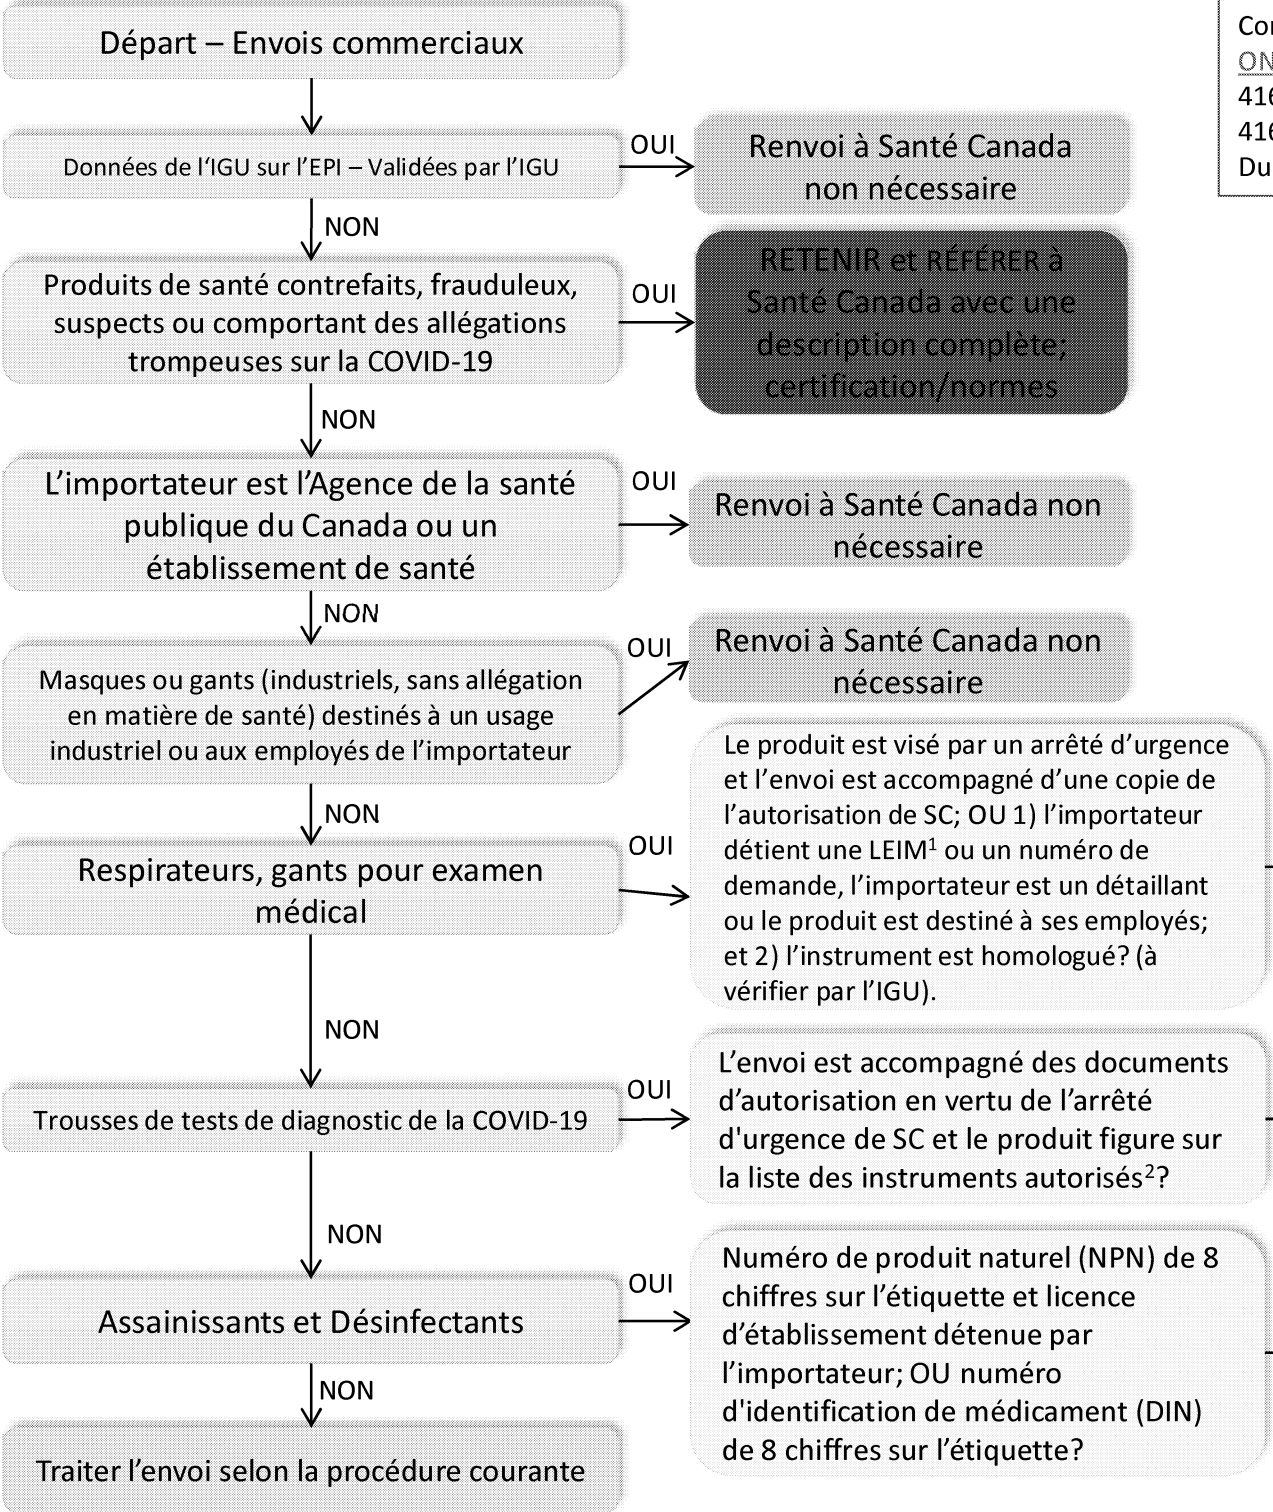 Départ – Envois commerciaux
Données de l‘IGU sur l’EPI – Validées par l’IGU
OUI
Renvoi à Santé Canada
non nécessaire
NON
Produits de santé contrefaits, frauduleux,
suspects ou comportant des allégations
trompeuses sur la COVID-19
OUI
RETENIR et RÉFÉRER à
Santé Canada avec une
description complète;
certification/normes
NON
L’importateur est l’Agence de la santé
publique du Canada ou un
établissement de santé
OUI
Renvoi à Santé Canada non
nécessaire
NON
Masques ou gants (industriels, sans allégation
en matière de santé) destinés à un usage
industriel ou aux employés de l’importateur
OUI
Renvoi à Santé Canada non
nécessaire
NON
Respirateurs, gants pour examen
médical
OUI
Le produit est visé par un arrêté d’urgence
et l’envoi est accompagné d’une copie de
l’autorisation de SC; OU 1) l’importateur
détient une LEIM¹ ou un numéro de
demande, l’importateur est un détaillant
ou le produit est destiné à ses employés;
et 2) l’instrument est homologué? (à
vérifier par l’IGU).
NON
Trousses de tests de diagnostic de la COVID-19
OUI
L’envoi est accompagné des documents
d’autorisation en vertu de l’arrêté
d'urgence de SC et le produit figure sur
la liste des instruments autorisés²?
NON
Assainissants et Désinfectants
OUI
Numéro de produit naturel (NPN) de 8
chiffres sur l’étiquette et licence
d’établissement détenue par
l’importateur; OU numéro
d'identification de médicament (DIN)
de 8 chiffres sur l’étiquette?
NON
Traiter l’envoi selon la procédure courante
ON
416
416
Du